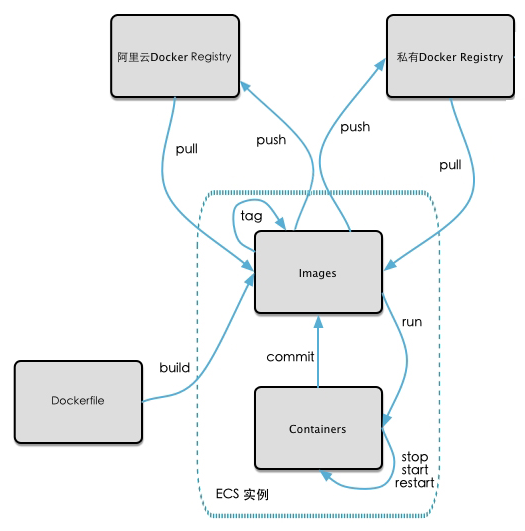 阿里云Docker Registry
私有Docker Registry
pull
push
push
pull
tag
Images
run
commit
build
Dockerfile
Containers
stop
start
restart
ECS 实例